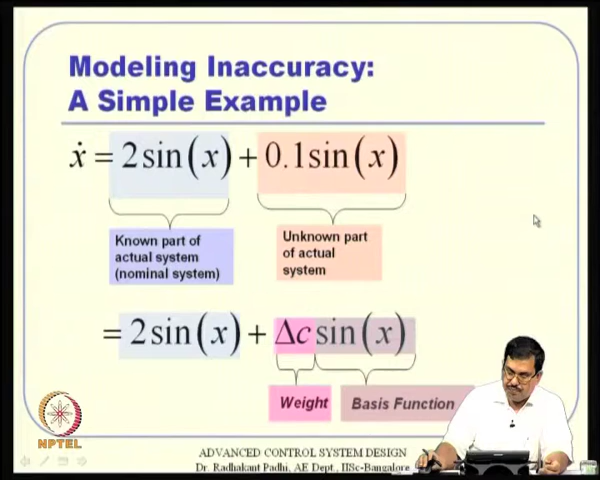 Modeling Inaccuracy:
A Simple Example
ẋ = 2sin(x) + 0.1sin(x)
Known part of
actual system
(nominal system)
Unknown part
of actual
system
= 2sin(x) + Δc sin(x)
Weight
Basis Function
NPTEL
ADVANCED CONTROL SYSTEM DESIGN
Dr. Radhakant Padhi, AE Dept., IISc-Bangalore